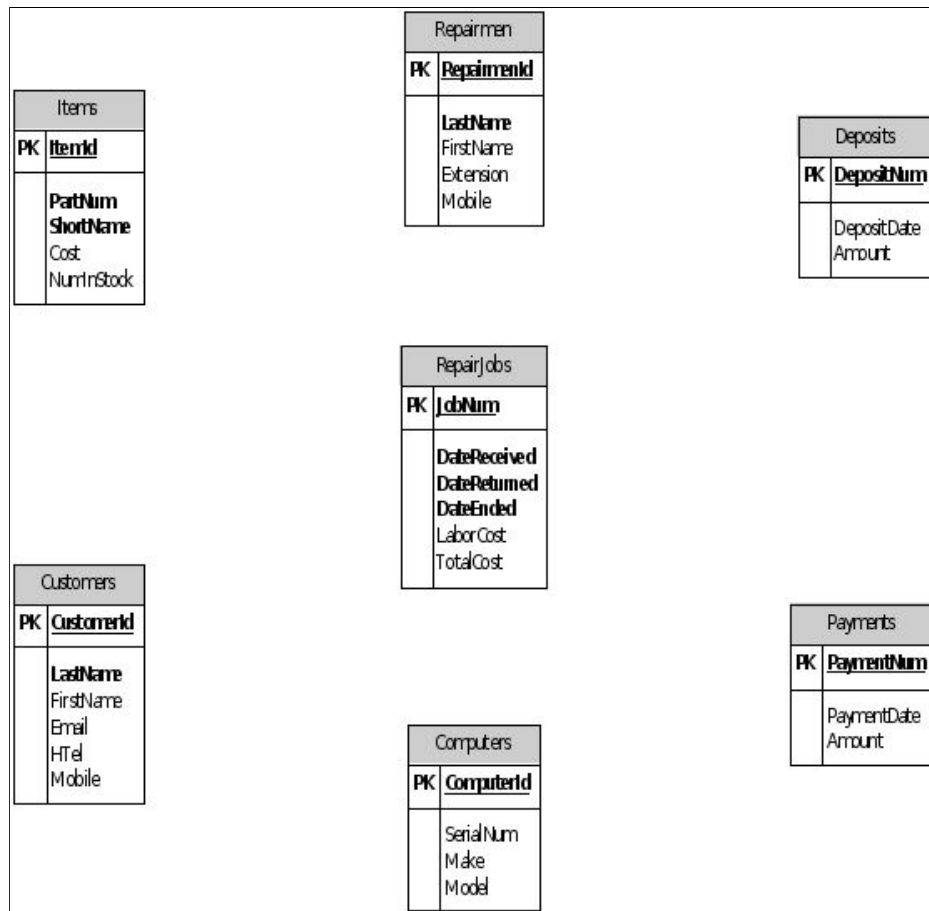 Repairmen
PK RepairmenId
LastName
FirstName
Extension
Mobile
Items
PK ItemId
PartNum
ShortName
Cost
NumInStock
Deposits
PK DepositNum
DepositDate
Amount
RepairJobs
PK JobNum
DateReceived
DateReturned
DateEnded
LaborCost
TotalCost
Customers
PK CustomerId
LastName
FirstName
Email
HTel
Mobile
Payments
PK PaymentNum
PaymentDate
Amount
Computers
PK ComputerId
SerialNum
Make
Model